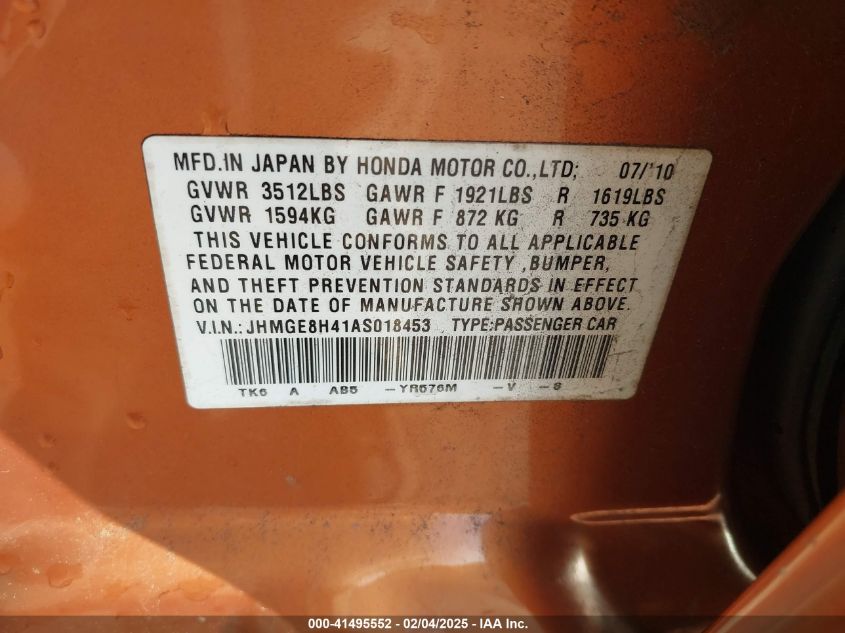 MFD.IN JAPAN BY HONDA MOTOR CO.,LTD; 07/'10
GVWR 3512LBS GAWR F 1921LBS R 1619LBS
GVWR 1594KG GAWR F 872 KG R 735 KG
THIS VEHICLE CONFORMS TO ALL APPLICABLE
FEDERAL MOTOR VEHICLE SAFETY ,BUMPER,
AND THEFT PREVENTION STANDARDS IN EFFECT
ON THE DATE OF MANUFACTURE SHOWN ABOVE.
V.I.N.: JHMGE8H41AS018453 TYPE:PASSENGER CAR
TK6 A AB5 -YR576M -V -8
000-41495552 - 02/04/2025 - IAA Inc.